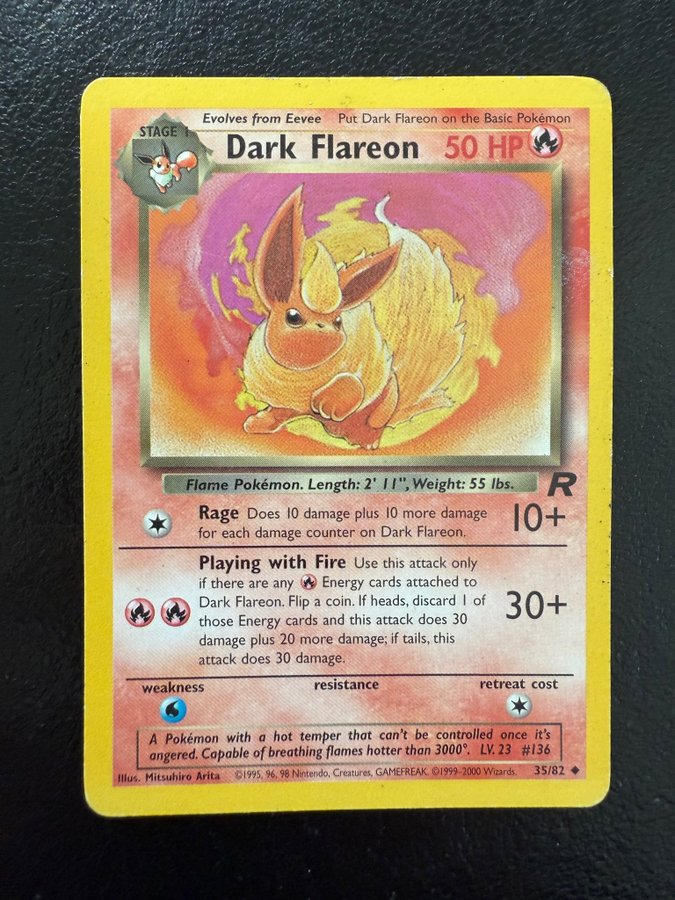 Evolves from Eevee Put Dark Flareon on the Basic Pokémon
STAGE 1
Dark Flareon 50 HP
Flame Pokémon. Length: 2' 11", Weight: 55 lbs.
R
Rage Does 10 damage plus 10 more damage
for each damage counter on Dark Flareon.
10+
Playing with Fire Use this attack only
if there are any Energy cards attached to
Dark Flareon. Flip a coin. If heads, discard 1 of
those Energy cards and this attack does 30
damage plus 20 more damage; if tails, this
attack does 30 damage.
30+
weakness resistance retreat cost
A Pokémon with a hot temper that can't be controlled once it's
angered. Capable of breathing flames hotter than 3000°. LV. 23 #136
Illus. Mitsuhiro Arita ©1995, 96, 98 Nintendo, Creatures, GAMEFREAK. ©1999-2000 Wizards. 35/82